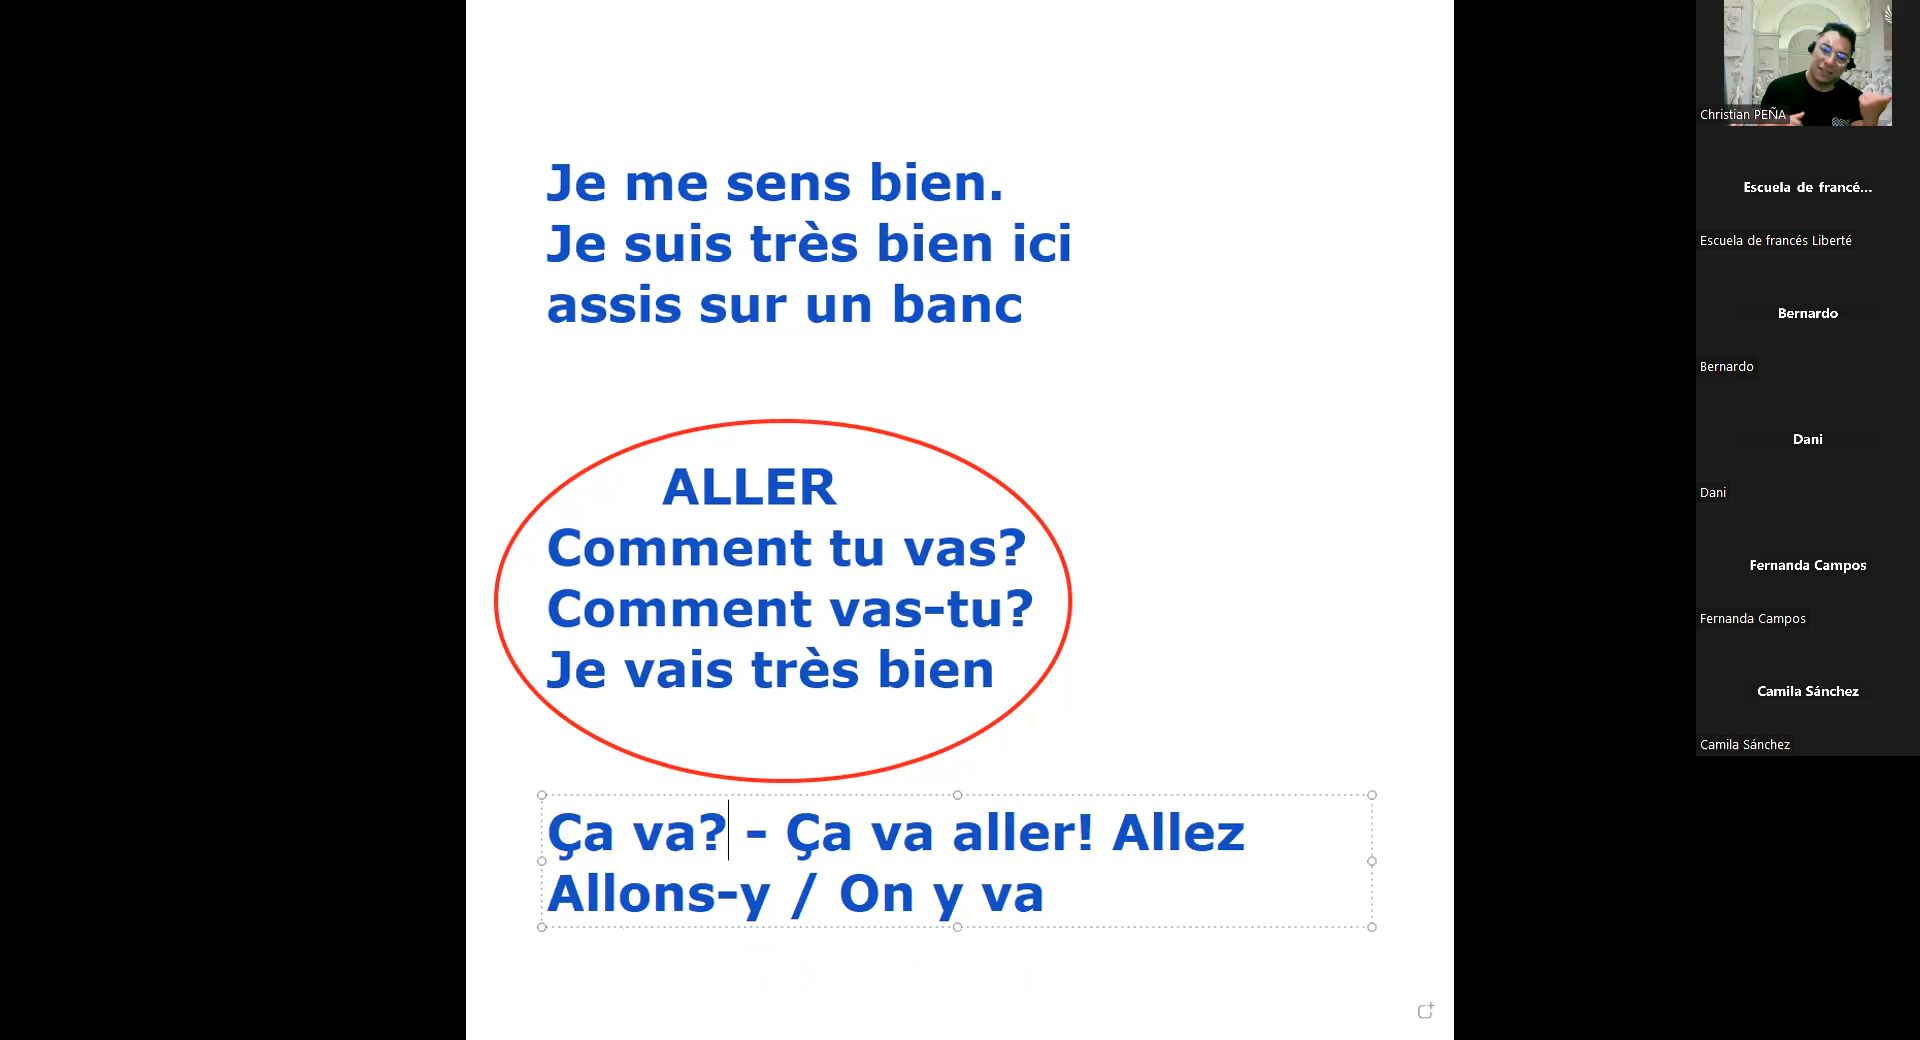 Je me sens bien.
Je suis très bien ici
assis sur un banc
ALLER
Comment tu vas?
Comment vas-tu?
Je vais très bien
Ça va? - Ça va aller! Allez
Allons-y / On y va
Christian PEÑA
Escuela de francé...
Escuela de francés Liberté
Bernardo
Bernardo
Dani
Dani
Fernanda Campos
Fernanda Campos
Camila Sánchez
Camila Sánchez